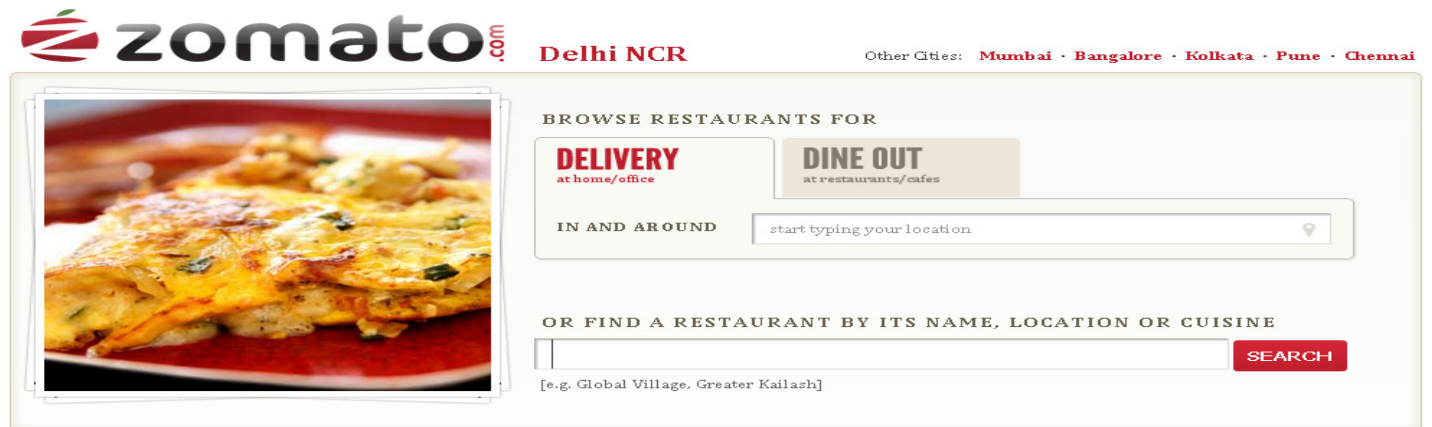 zomato.com
Delhi NCR
Other Cities: Mumbai · Bangalore · Kolkata · Pune · Chennai
BROWSE RESTAURANTS FOR
DELIVERY
at home/office
DINE OUT
at restaurants/cafes
IN AND AROUND
start typing your location
OR FIND A RESTAURANT BY ITS NAME, LOCATION OR CUISINE
SEARCH
[e.g. Global Village, Greater Kailash]